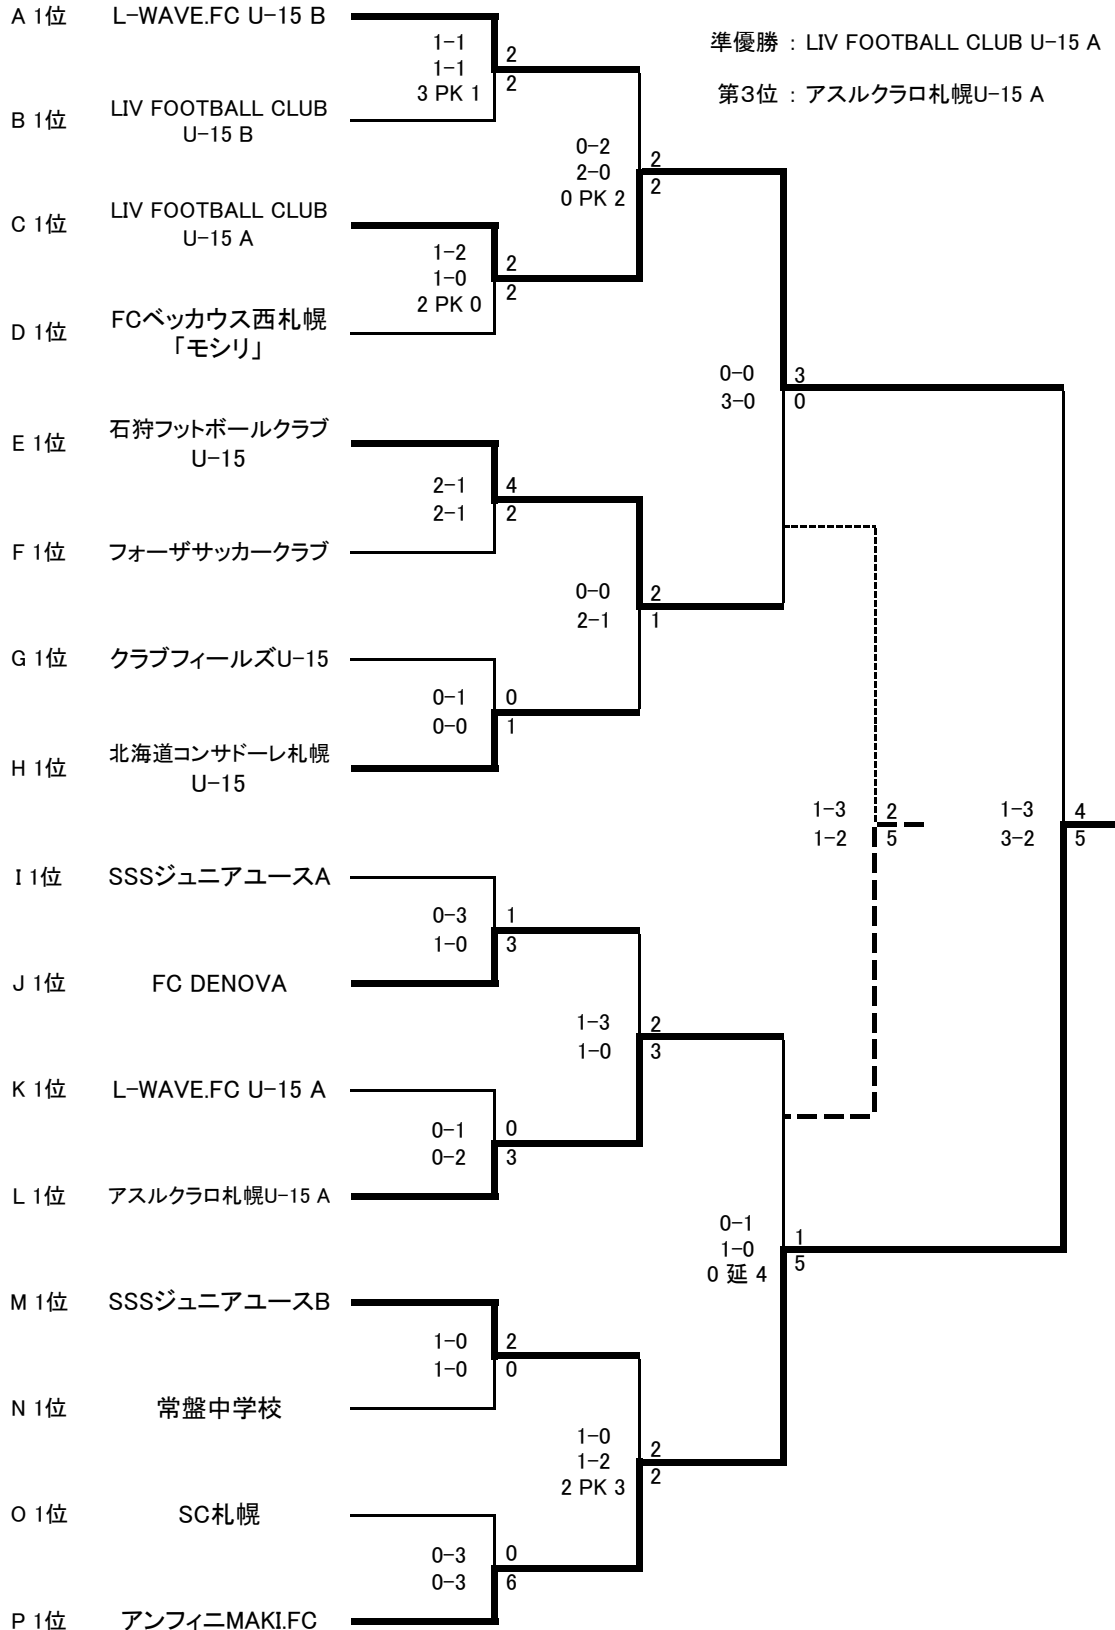 A 1位 L-WAVE.FC U-15 B
準優勝 : LIV FOOTBALL CLUB U-15 A
1-1 2
1-1
3 PK 1 2
第3位 : アスルクラロ札幌U-15 A
B 1位 LIV FOOTBALL CLUB
U-15 B
0-2 2
2-0 2
0 PK 2
C 1位 LIV FOOTBALL CLUB
U-15 A
1-2 2
1-0 2
2 PK 0
D 1位 FCベッカウス西札幌
「モシリ」
0-0 3
3-0 0
E 1位 石狩フットボールクラブ
U-15
2-1 4
2-1 2
F 1位 フォーザサッカークラブ
0-0 2
2-1 1
G 1位 クラブフィールズU-15
0-1 0
0-0 1
H 1位 北海道コンサドーレ札幌
U-15
1-3 2 1-3 4
1-2 5 3-2 5
I 1位 SSSジュニアユースA
0-3 1
1-0 3
J 1位 FC DENOVA
1-3 2
1-0 3
K 1位 L-WAVE.FC U-15 A
0-1 0
0-2 3
L 1位 アスルクラロ札幌U-15 A
0-1 1
1-0 5
0 延 4
M 1位 SSSジュニアユースB
1-0 2
1-0 0
N 1位 常盤中学校
1-0 2
1-2 2
2 PK 3
O 1位 SC札幌
0-3 0
0-3 6
P 1位 アンフィニMAKI.FC